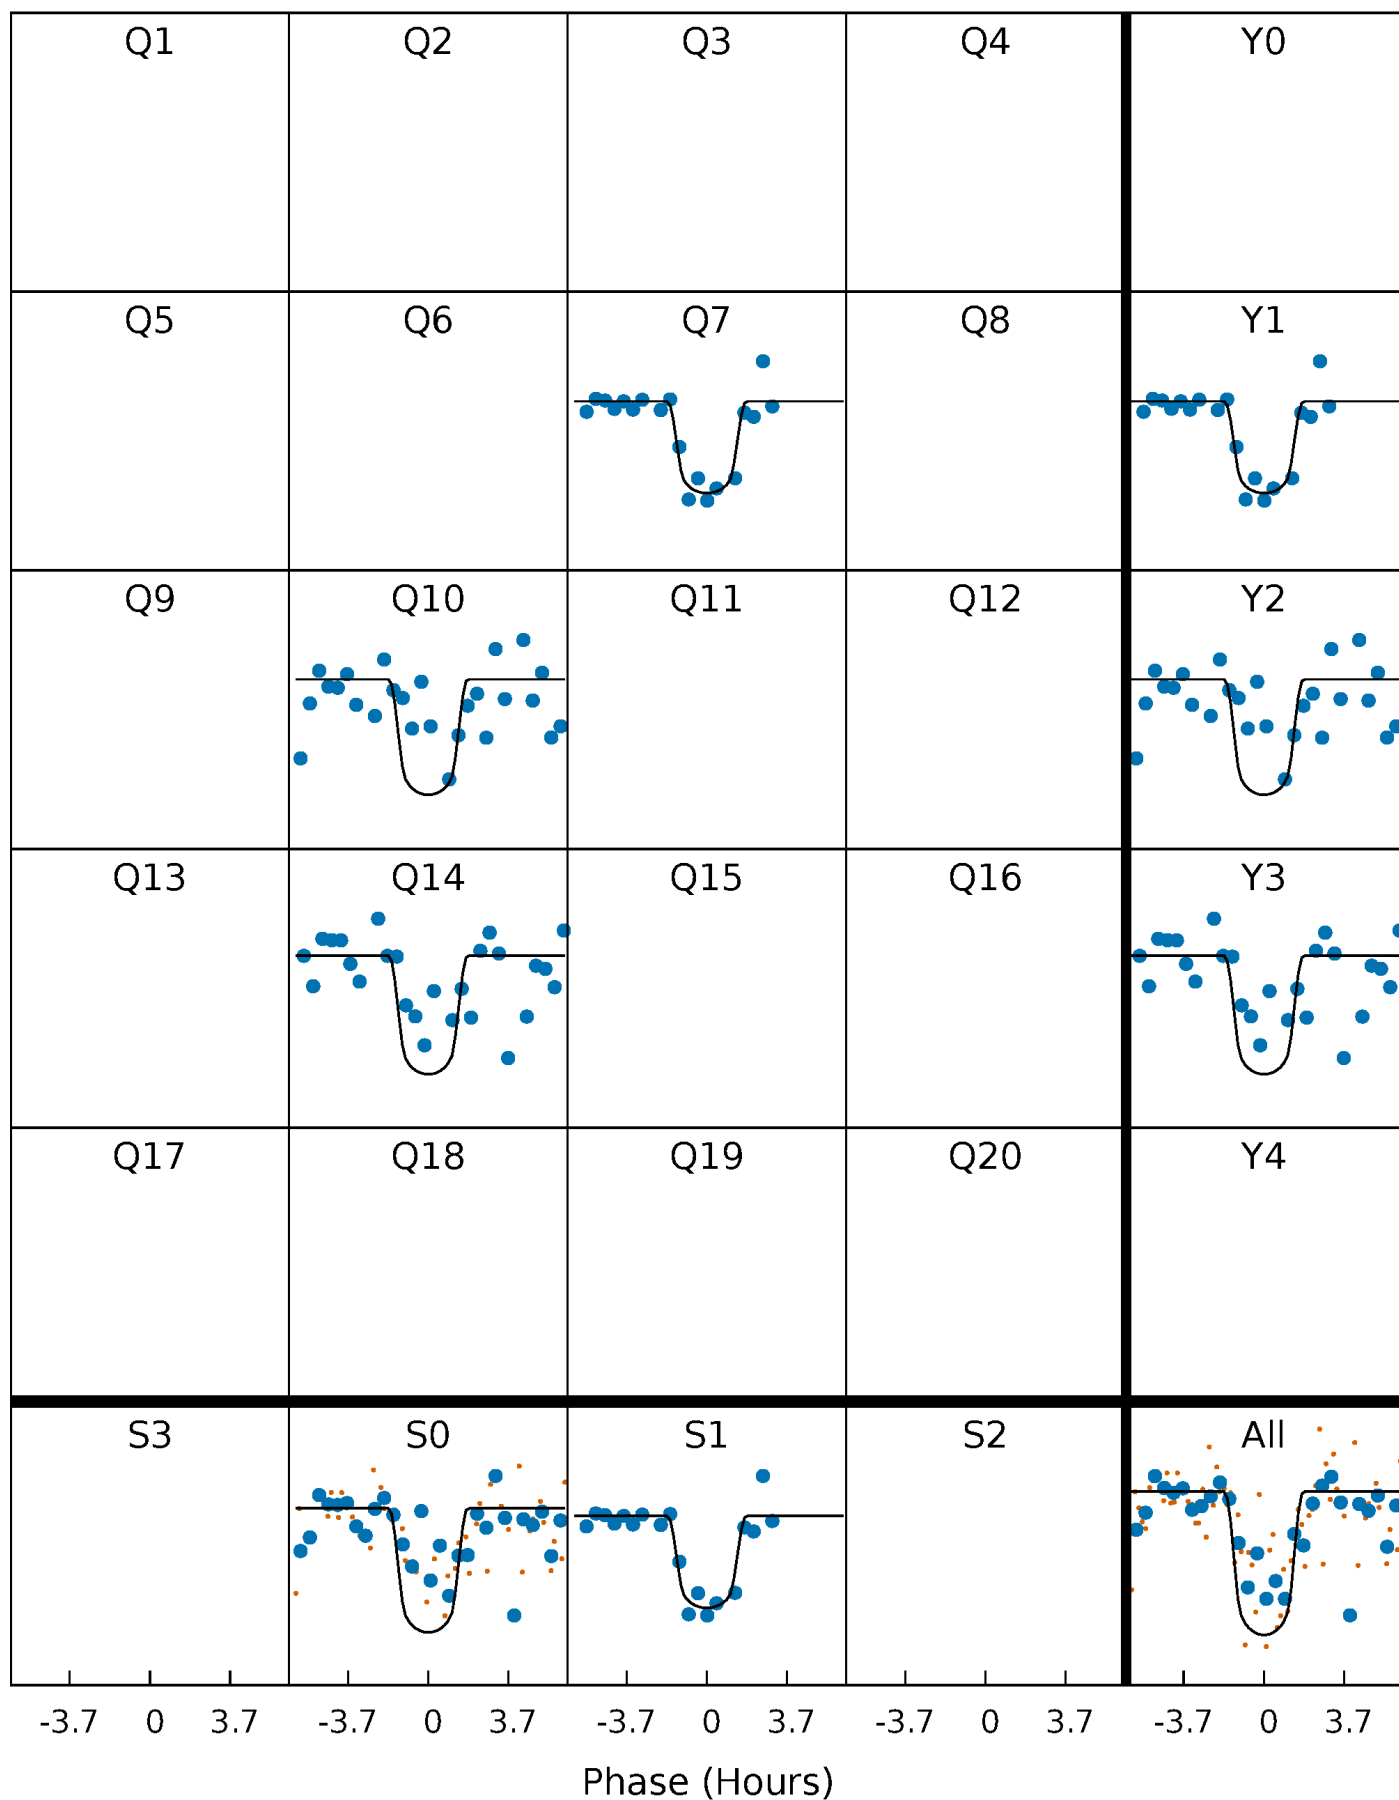 Q1 Q2 Q3 Q4 Y0
Q5 Q6 Q7 Q8 Y1
Q9 Q10 Q11 Q12 Y2
Q13 Q14 Q15 Q16 Y3
Q17 Q18 Q19 Q20 Y4
S3 S0 S1 S2 All
-3.7 0 3.7 -3.7 0 3.7 -3.7 0 3.7 -3.7 0 3.7 -3.7 0 3.7
Phase (Hours)